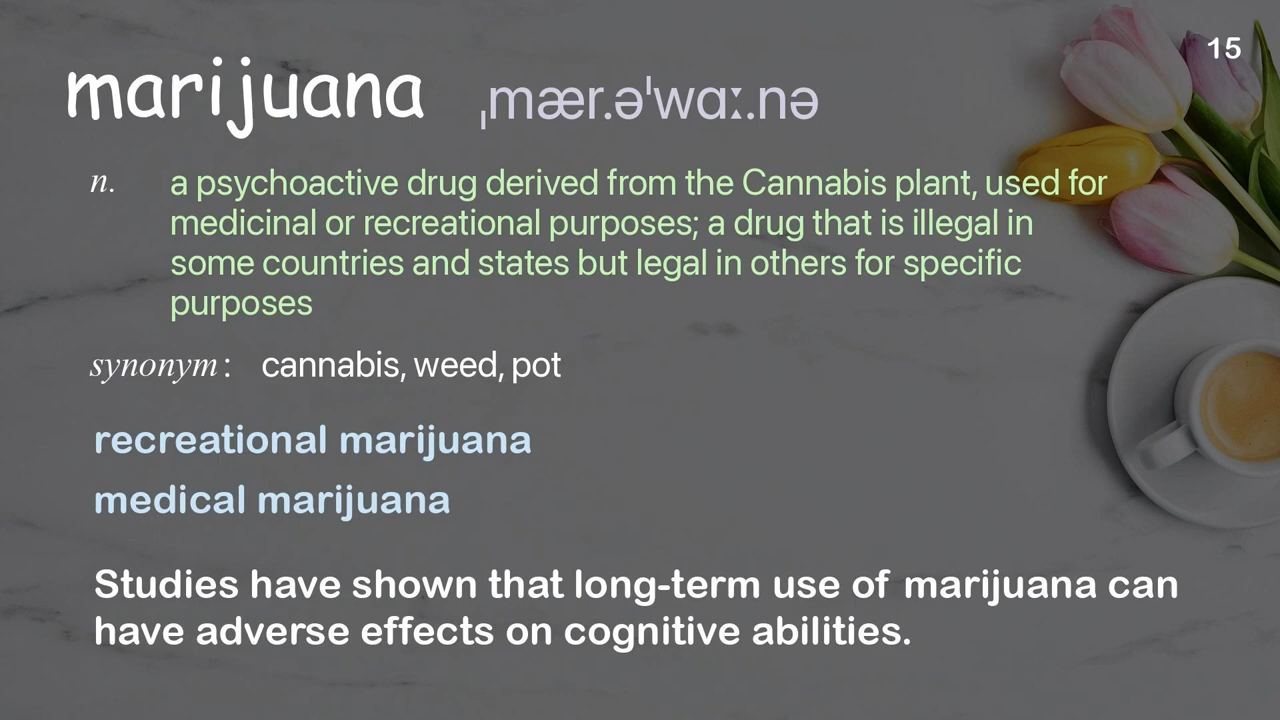 15
marijuana ˌmær.əˈwɑː.nə
n. a psychoactive drug derived from the Cannabis plant, used for
medicinal or recreational purposes; a drug that is illegal in
some countries and states but legal in others for specific
purposes
synonym: cannabis, weed, pot
recreational marijuana
medical marijuana
Studies have shown that long-term use of marijuana can
have adverse effects on cognitive abilities.